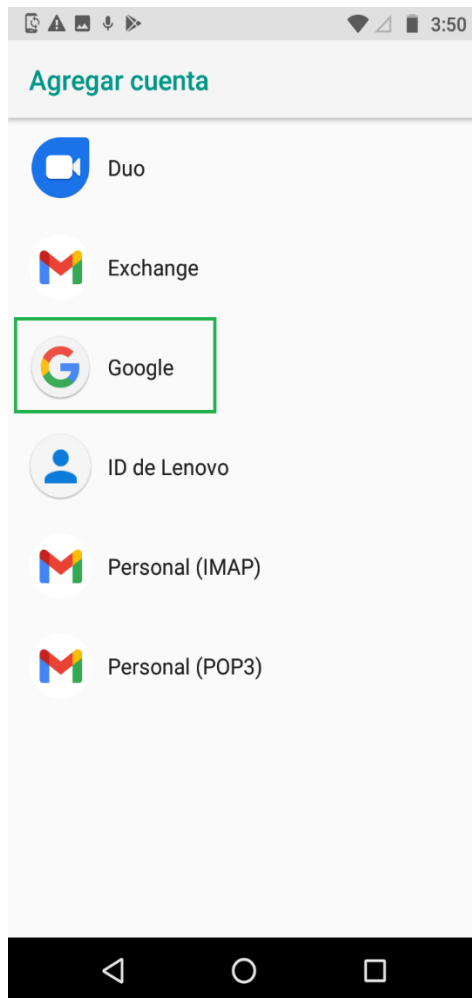 3:50
Agregar cuenta
Duo
Exchange
Google
ID de Lenovo
Personal (IMAP)
Personal (POP3)